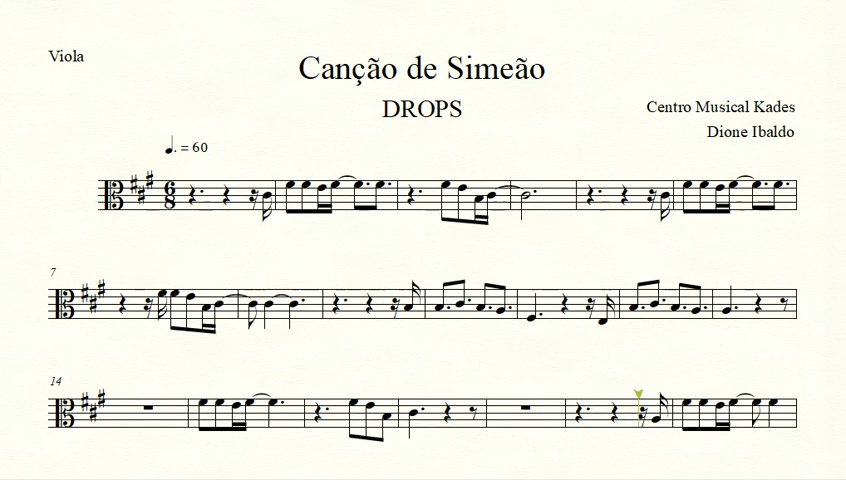 Viola
Canção de Simeão
DROPS
Centro Musical Kades
Dione Ibaldo
. = 60
6
8
7
14